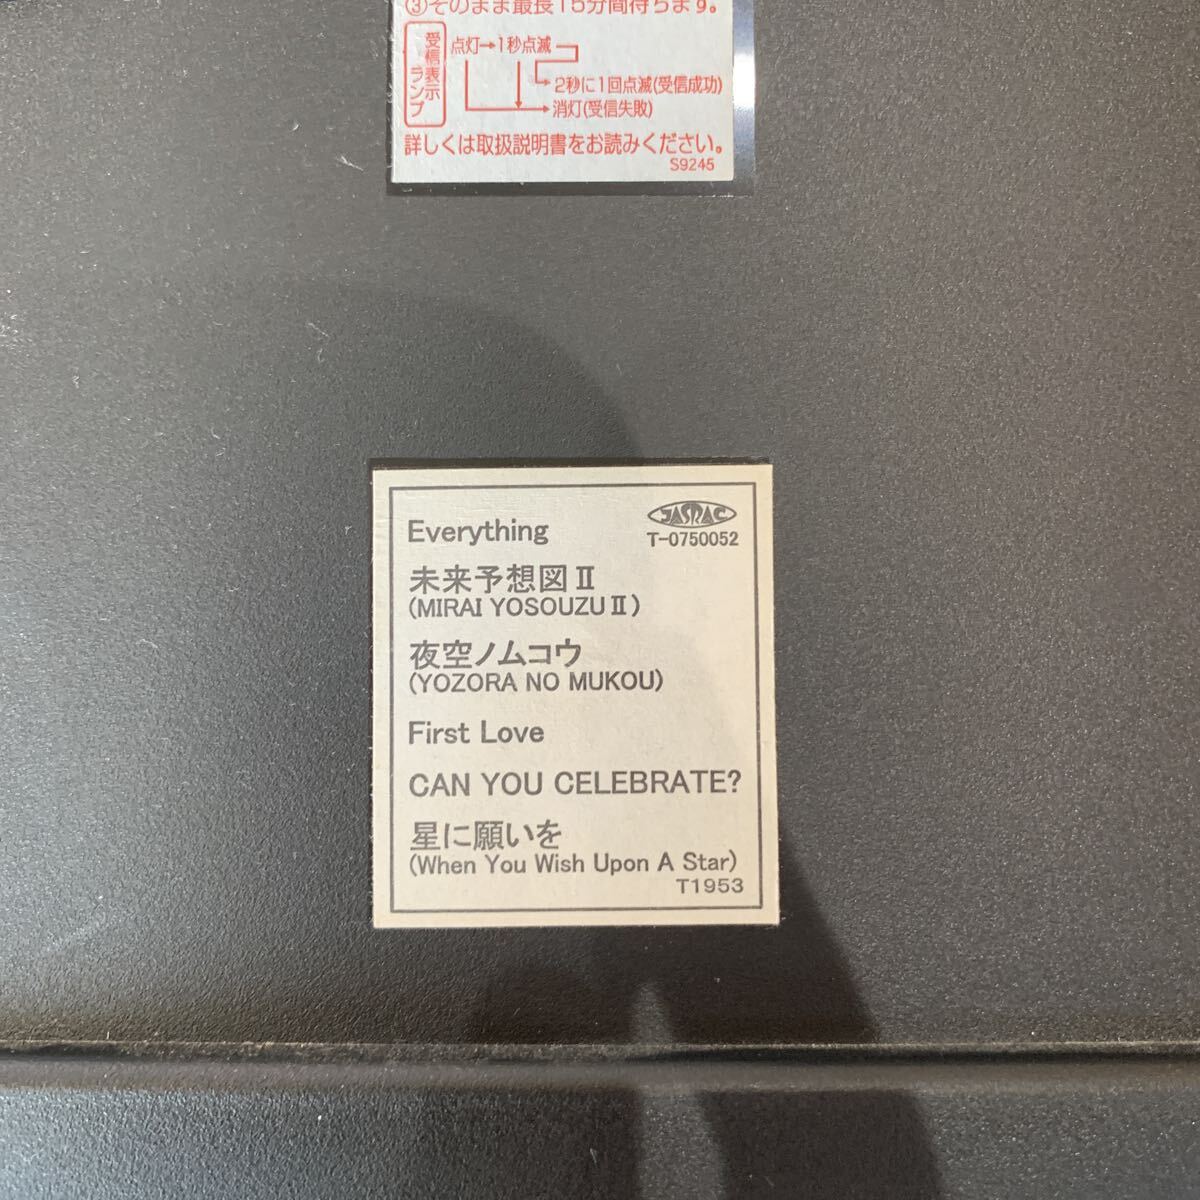 ③そのまま最長15分間待ちます。
受信表示ランプ
点灯→1秒点滅
2秒に1回点滅(受信成功)
消灯(受信失敗)
詳しくは取扱説明書をお読みください。
S9245
JASRAC
Everything
T-0750052
未来予想図Ⅱ
(MIRAI YOSOUZUⅡ)
夜空ノムコウ
(YOZORA NO MUKOU)
First Love
CAN YOU CELEBRATE?
星に願いを
(When You Wish Upon A Star)
T1953